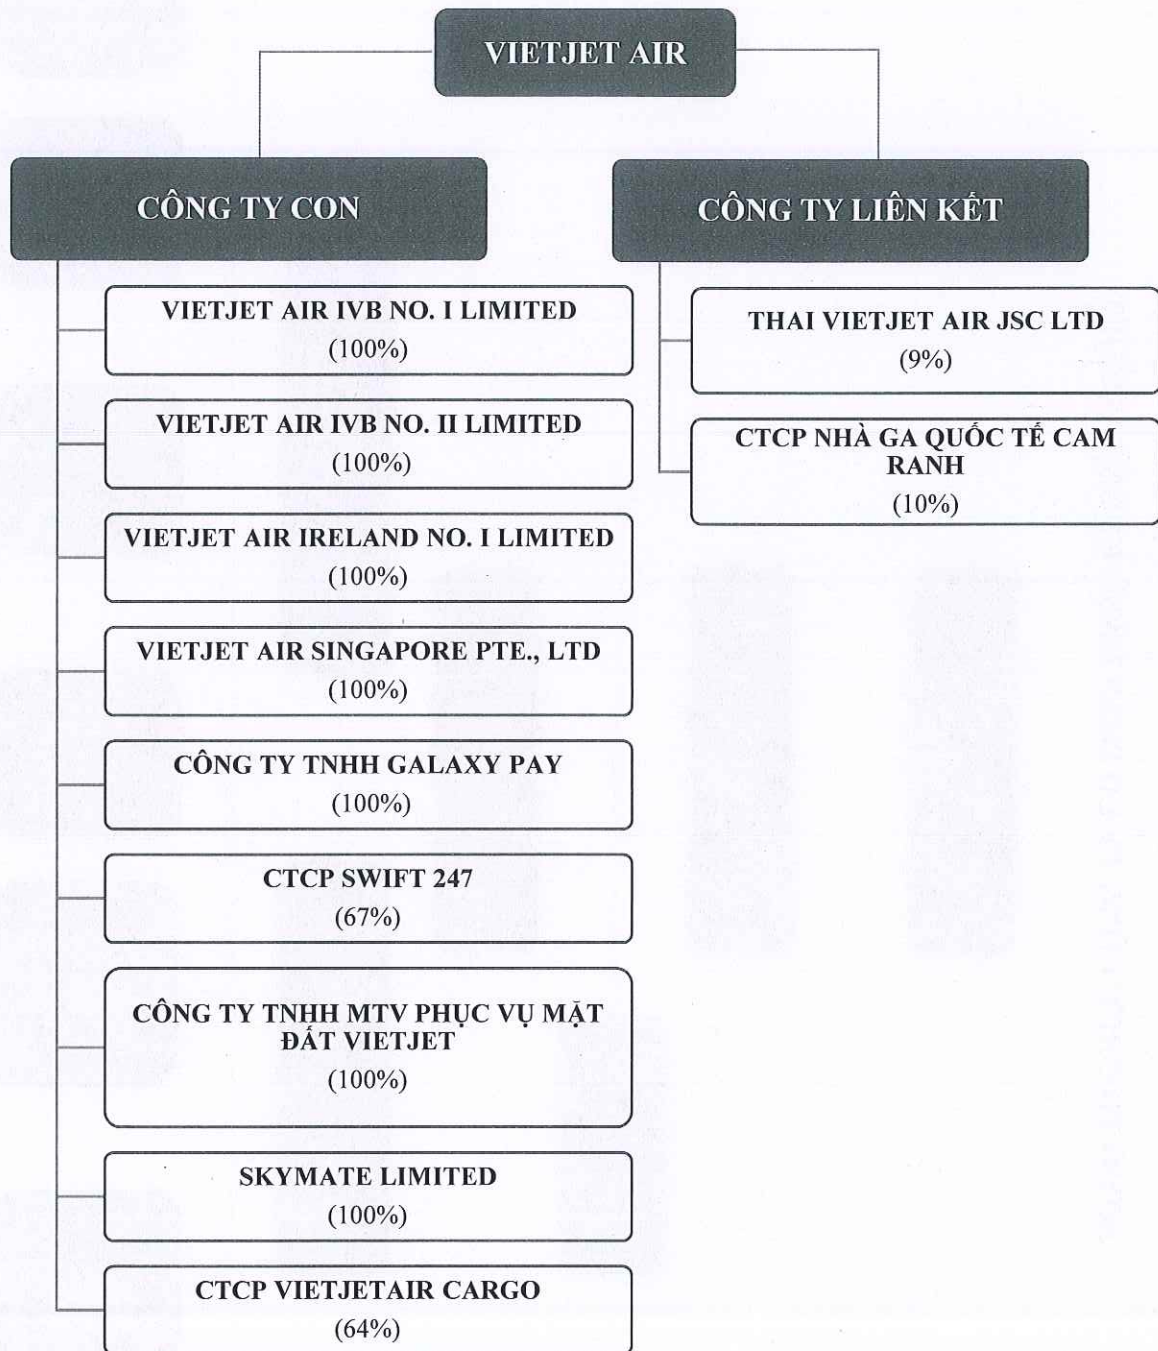 VIETJET AIR
CÔNG TY CON
VIETJET AIR IVB NO. I LIMITED
(100%)
VIETJET AIR IVB NO. II LIMITED
(100%)
VIETJET AIR IRELAND NO. I LIMITED
(100%)
VIETJET AIR SINGAPORE PTE., LTD
(100%)
CÔNG TY TNHH GALAXY PAY
(100%)
CTCP SWIFT 247
(67%)
CÔNG TY TNHH MTV PHỤC VỤ MẶT
ĐẤT VIETJET
(100%)
SKYMATE LIMITED
(100%)
CTCP VIETJETAIR CARGO
(64%)
CÔNG TY LIÊN KẾT
THAI VIETJET AIR JSC LTD
(9%)
CTCP NHÀ GA QUỐC TẾ CAM
RANH
(10%)